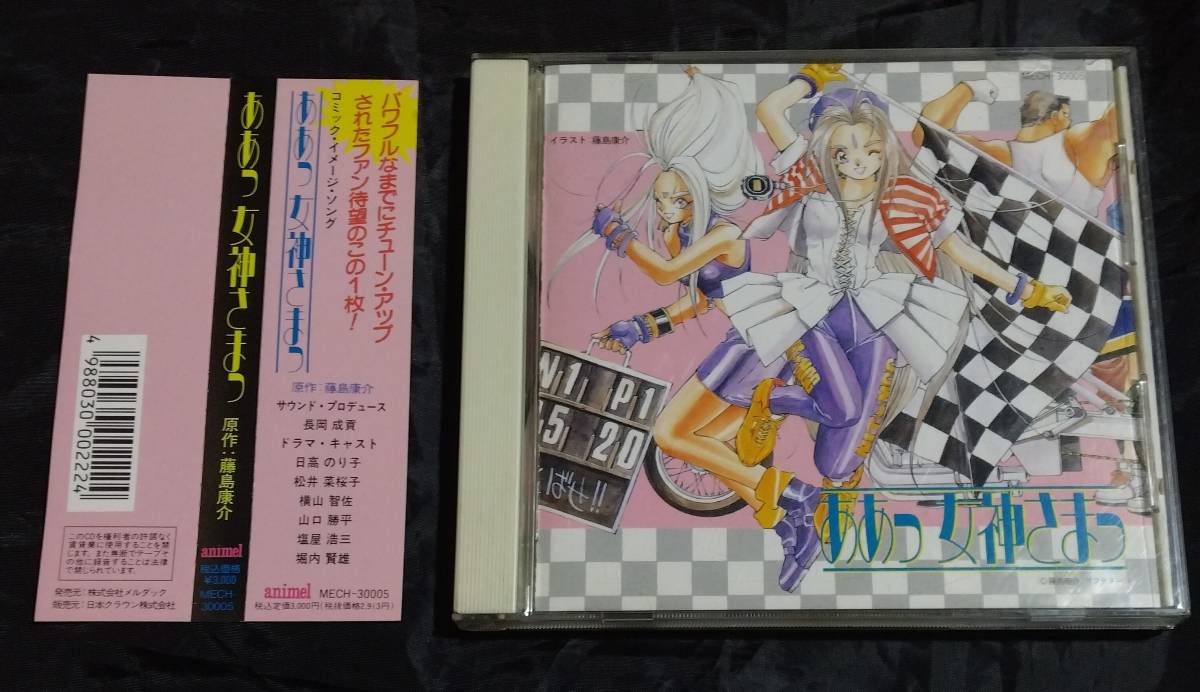 4 988030 002224
このCDを権利者の許諾なく
賃貸業に使用することを禁
じます。また無断でテープそ
の他に録音することは法律
で禁じられています。
発売元:株式会社メルダック
販売元:日本クラウン株式会社
ああっ女神さまっ
原作:藤島康介
animel
税込価格
¥3,000
MECH-
30005
パワフルなまでにチューン・アップ
されたファン待望のこの1枚!
コミック・イメージ・ソング
ああっ女神さまっ
原作:藤島康介
サウンド・プロデュース
長岡 成貢
ドラマ・キャスト
日髙 のり子
松井 菜桜子
横山 智佐
山口 勝平
塩屋 浩三
堀内 賢雄
animel MECH-30005
税込定価3,000円(税抜価格2,913円)
MECH-30005
イラスト 藤島康介
N1 P1
5 20
ああっ女神さまっ